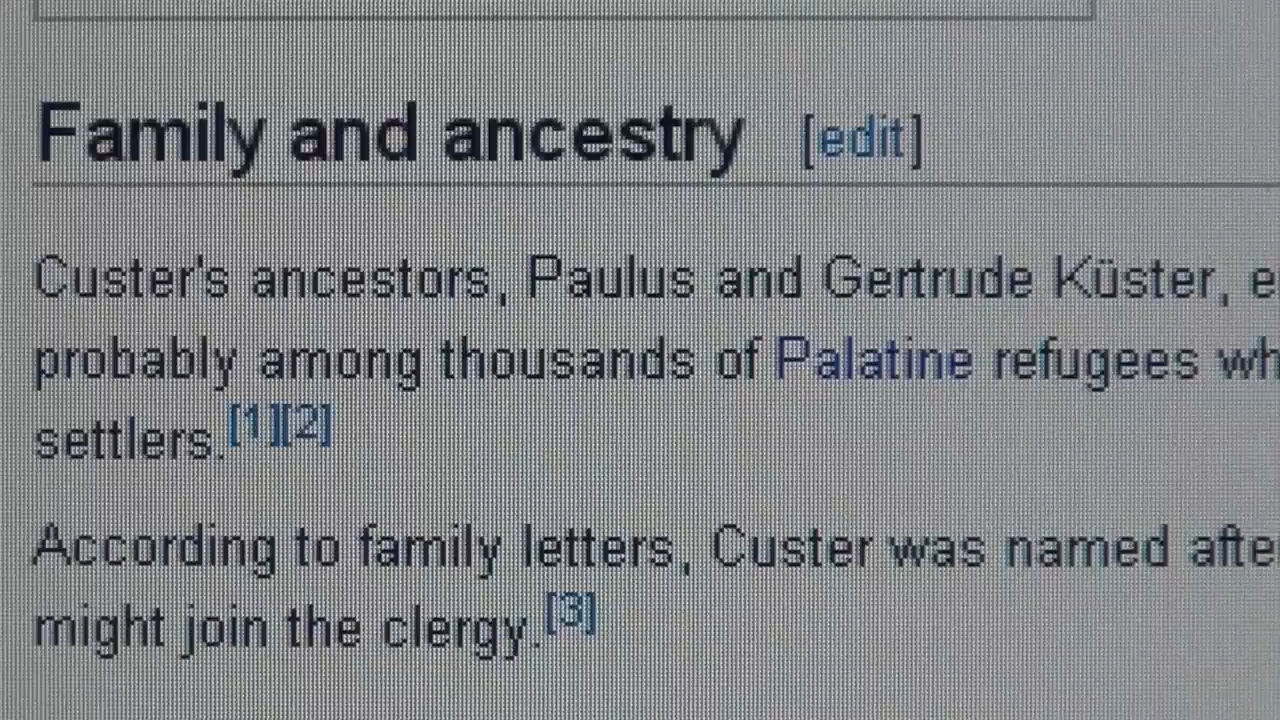 Family and ancestry [edit]
Custer's ancestors, Paulus and Gertrude Küster,
probably among thousands of Palatine refugees
settlers.[1][2]
According to family letters, Custer was named
might join the clergy.[3]